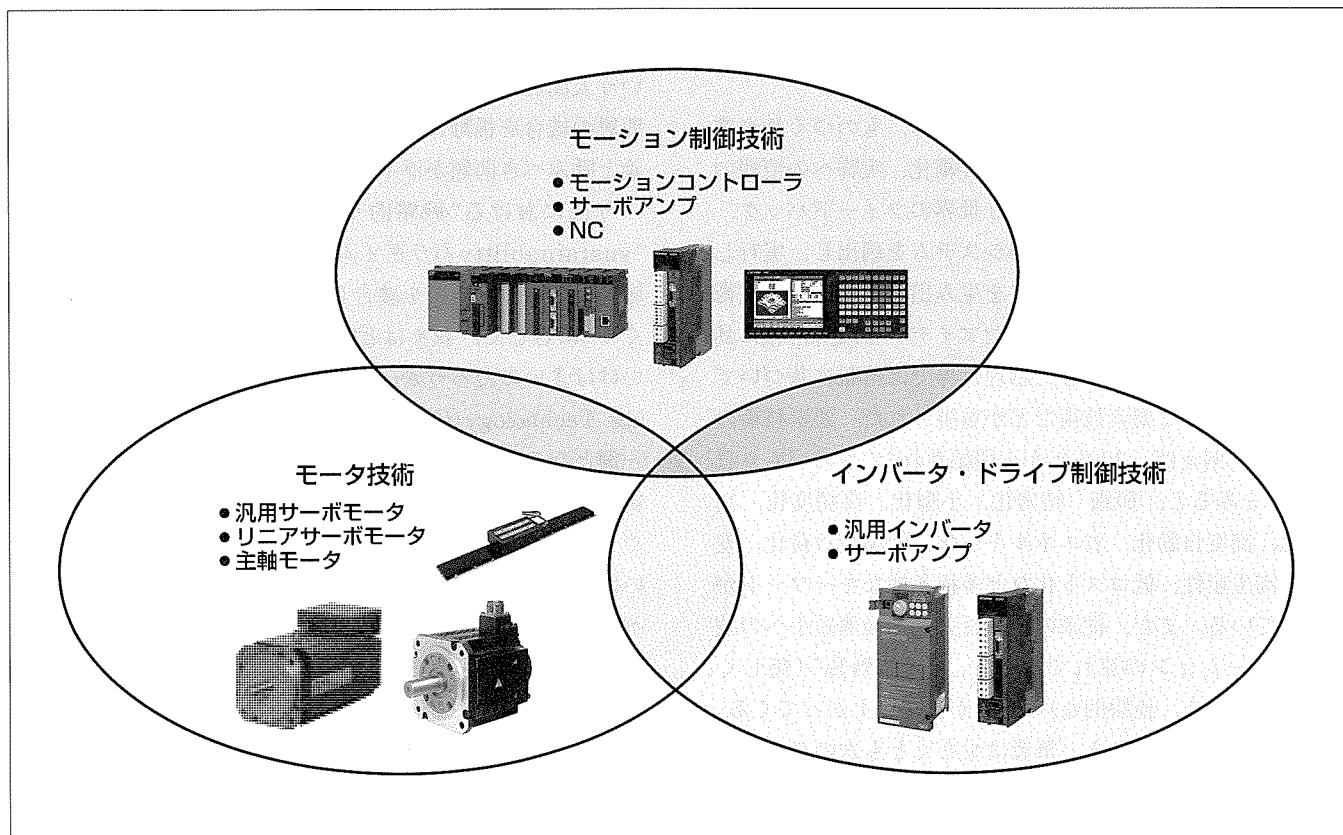 モーション制御技術
●モーションコントローラ
●サーボアンプ
●NC
モータ技術
●汎用サーボモータ
●リニアサーボモータ
●主軸モータ
インバータ・ドライブ制御技術
●汎用インバータ
●サーボアンプ